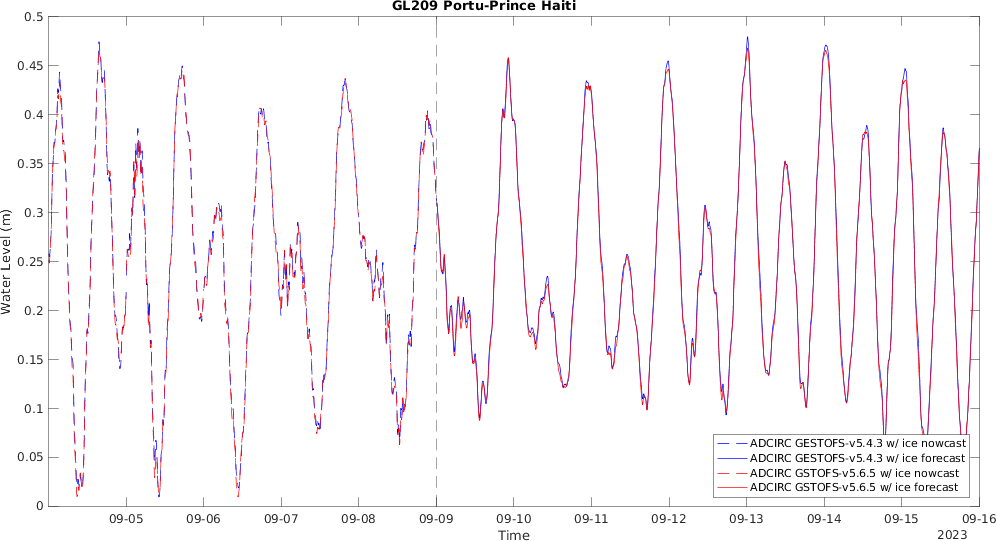 GL209 Portu-Prince Haiti
0.5
0.45
0.4
0.35
0.3
0.25
0.2
0.15
0.1
0.05
0
Water Level (m)
ADCIRC GESTOFS-v5.4.3 w/ ice nowcast
ADCIRC GESTOFS-v5.4.3 w/ ice forecast
ADCIRC GSTOFS-v5.6.5 w/ ice nowcast
ADCIRC GSTOFS-v5.6.5 w/ ice forecast
09-05 09-06 09-07 09-08 09-09 09-10 09-11 09-12 09-13 09-14 09-15 09-16
Time
2023